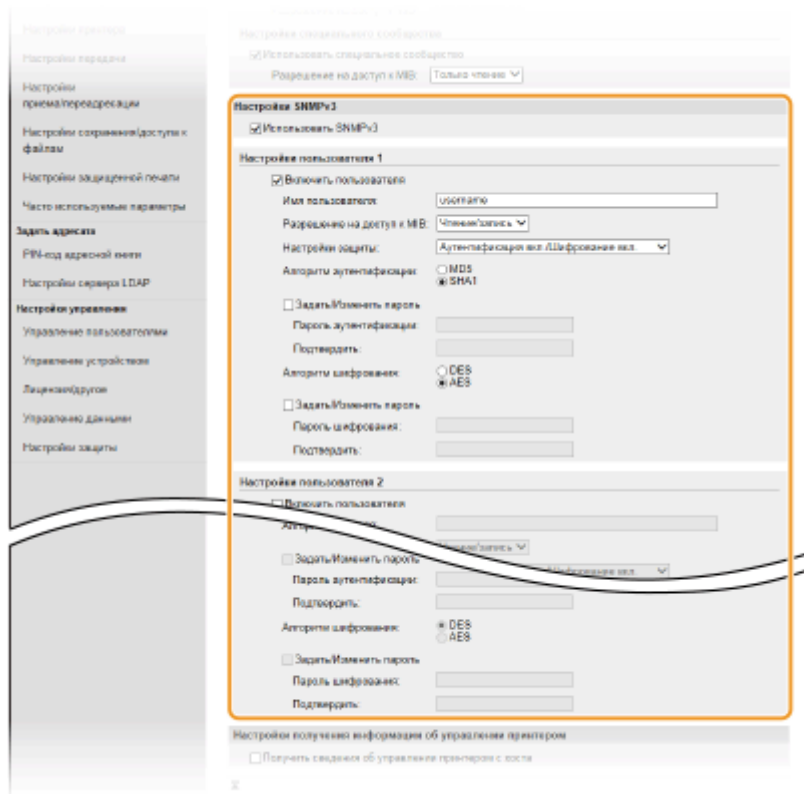 Настройки принтера
Настройки передачи
Настройки
приема/переадресации
Настройки сохранения/доступа к
файлам
Настройки защищенной печати
Часто используемые параметры
Задать адресата
PIN-код адресной книги
Настройки сервера LDAP
Настройки управления
Управление пользователями
Управление устройством
Лицензия/другое
Управление данными
Настройки защиты
Настройки специального сообщества
Использовать специальное сообщество
Разрешение на доступ к MIB: Только чтение
Настройки SNMPv3
Использовать SNMPv3
Настройки пользователя 1
Включить пользователя
Имя пользователя: username
Разрешение на доступ к MIB: Чтение/запись
Настройки защиты: Аутентификация вкл./Шифрование вкл.
Алгоритм аутентификации: MD5
SHA1
Задать/Изменить пароль
Пароль аутентификации:
Подтвердить:
Алгоритм шифрования: DES
AES
Задать/Изменить пароль
Пароль шифрования:
Подтвердить:
Настройки пользователя 2
Включить пользователя
Чтение/запись
Задать/Изменить пароль
/Шифрование вкл.
Пароль аутентификации:
Подтвердить:
Алгоритм шифрования: DES
AES
Задать/Изменить пароль
Пароль шифрования:
Подтвердить:
Настройки получения информации об управлении принтером
Получить сведения об управлении принтером с хоста